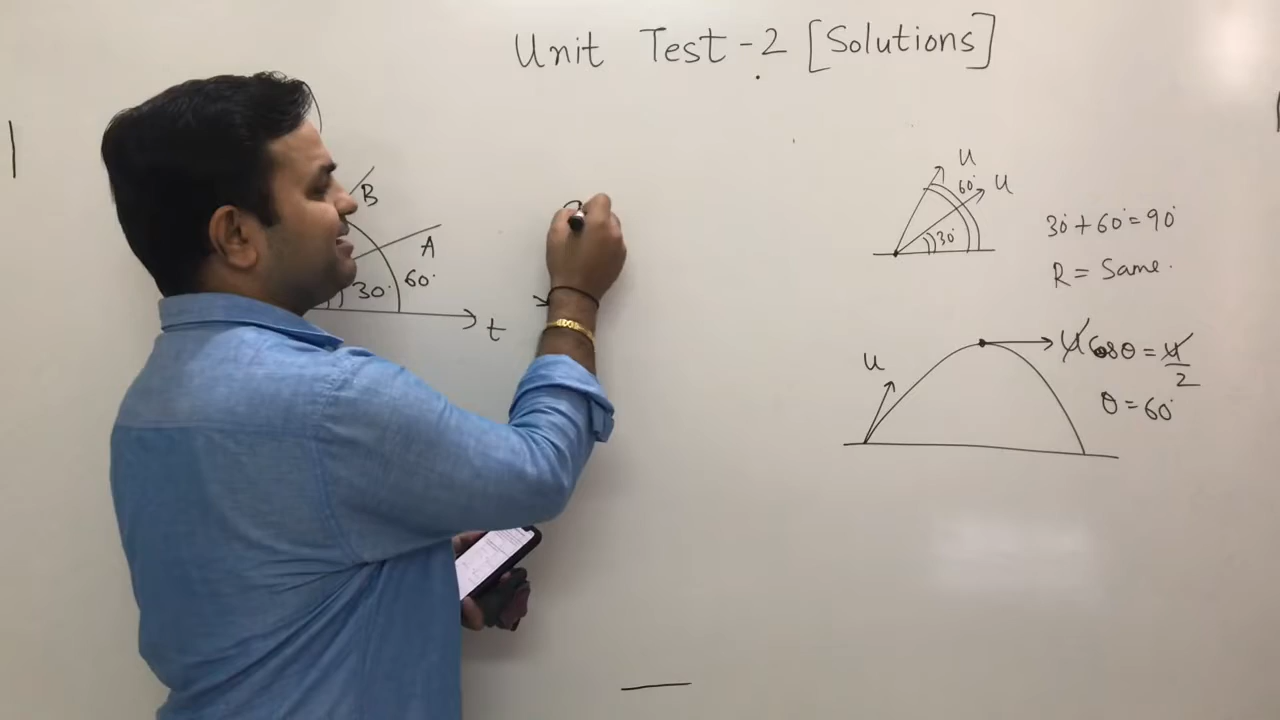 Unit Test-2 [Solutions]
B
A
30°
60°
t
u
60°
u
30°
30°+60°=90°
R = Same.
u
u cosθ = u/2
θ = 60°